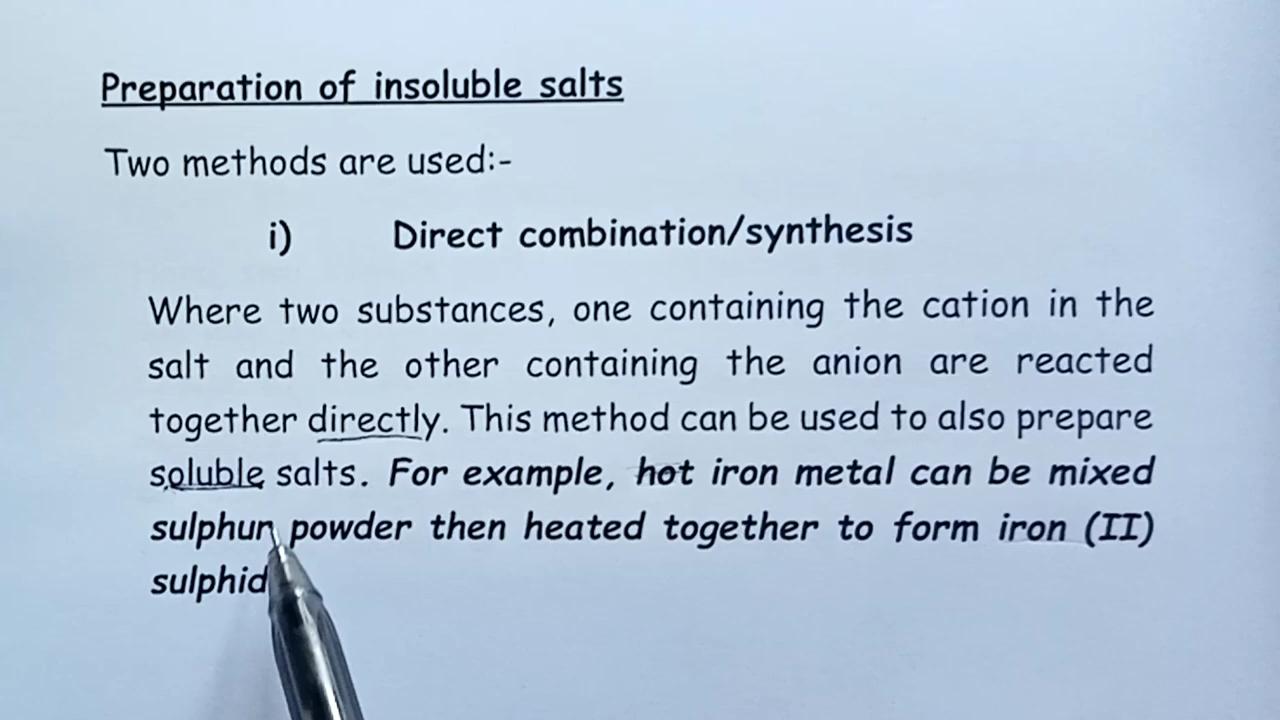 Preparation of insoluble salts
Two methods are used:-
i) Direct combination/synthesis
Where two substances, one containing the cation in the
salt and the other containing the anion are reacted
together directly. This method can be used to also prepare
soluble salts. For example, hot iron metal can be mixed
sulphur powder then heated together to form iron (II)
sulphid